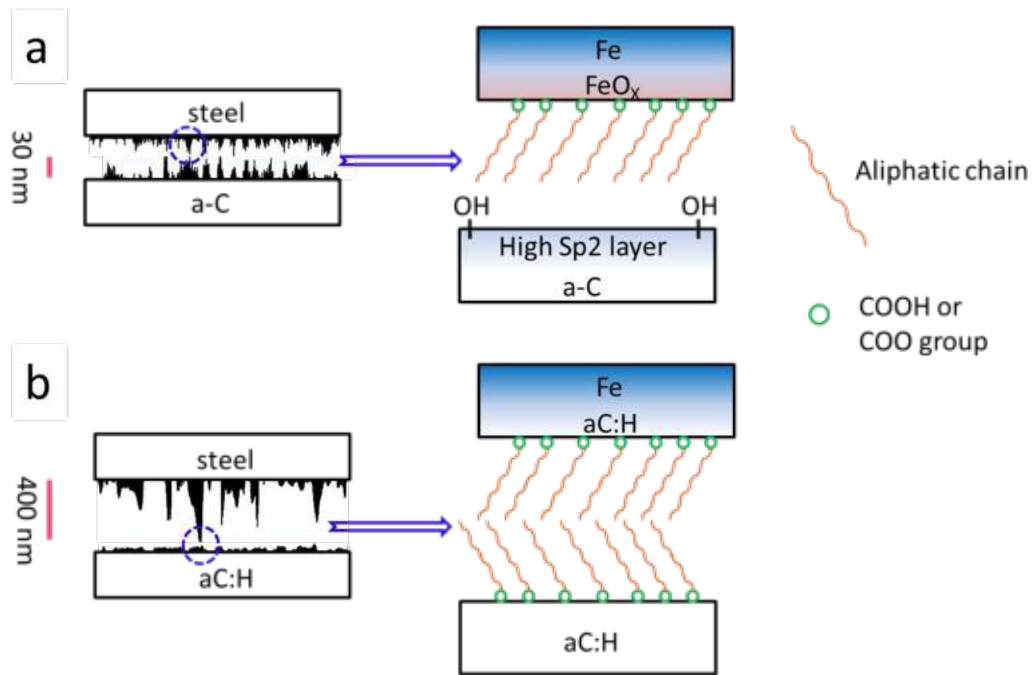 a
steel
30 nm
a-C
Fe
FeOₓ
OH
OH
High Sp2 layer
a-C
Aliphatic chain
COOH or
COO group
b
steel
400 nm
aC:H
Fe
aC:H
aC:H